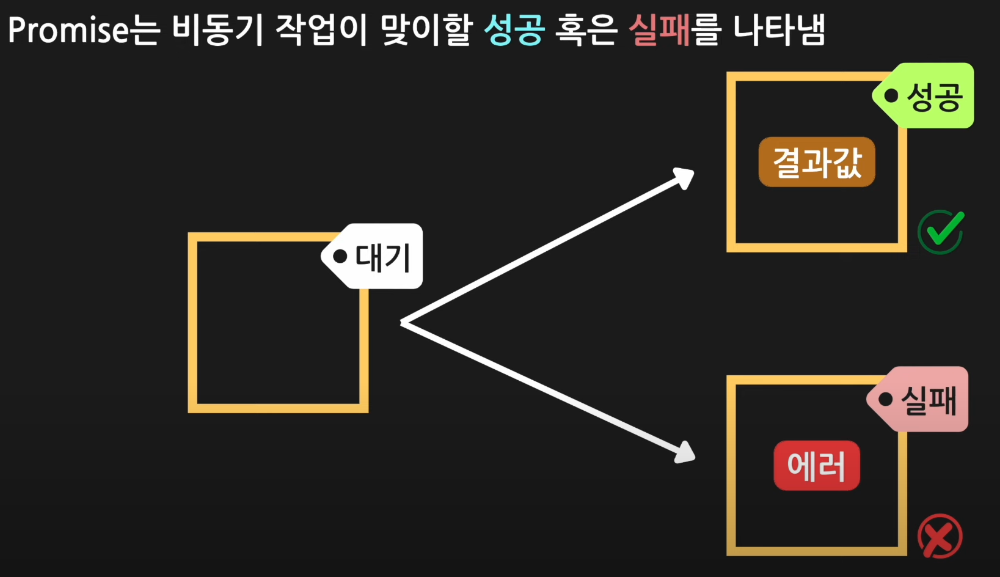 Promise는 비동기 작업이 맞이할 성공 혹은 실패를 나타냄
성공
결과값
대기
실패
에러